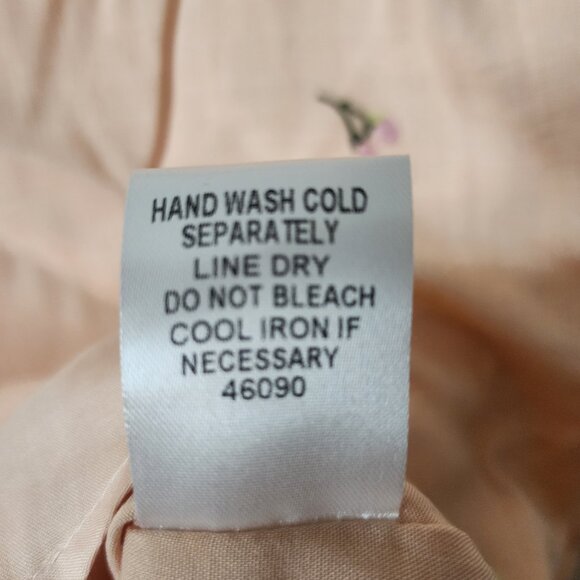 HAND WASH COLD
SEPARATELY
LINE DRY
DO NOT BLEACH
COOL IRON IF
NECESSARY
46090